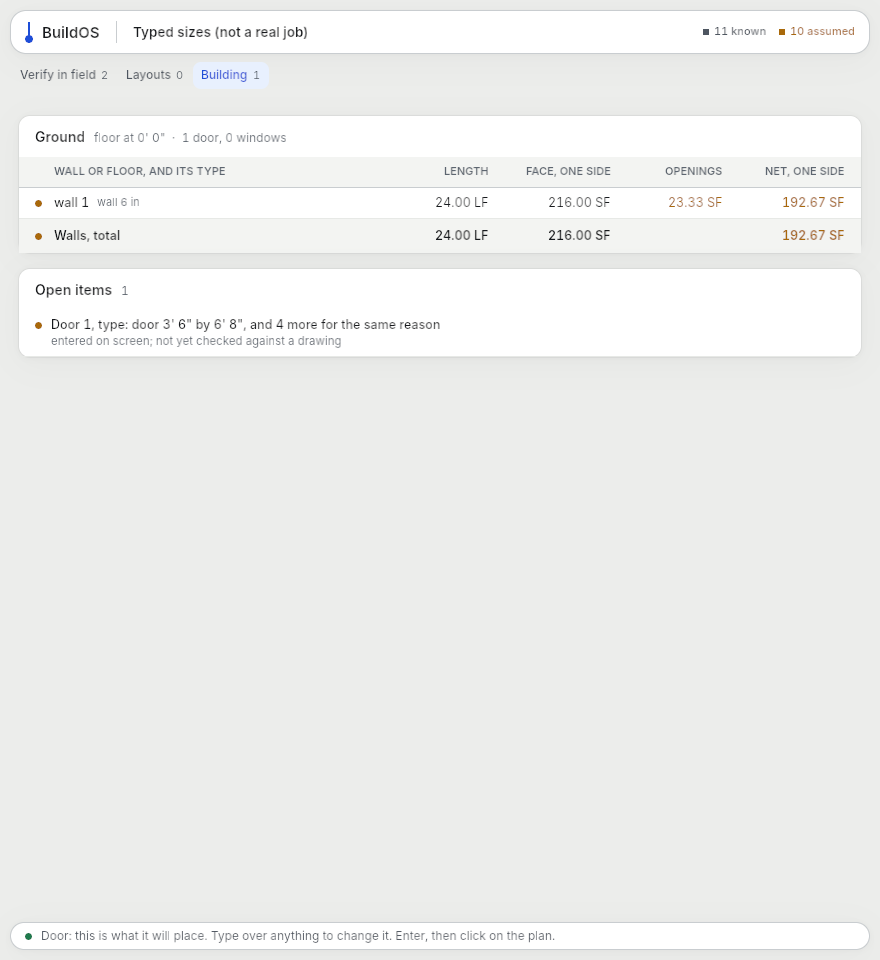 BuildOS Typed sizes (not a real job) 11 known 10 assumed
Verify in field 2 Layouts 0 Building 1
Ground floor at 0' 0" · 1 door, 0 windows
WALL OR FLOOR, AND ITS TYPE LENGTH FACE, ONE SIDE OPENINGS NET, ONE SIDE
wall 1 wall 6 in 24.00 LF 216.00 SF 23.33 SF 192.67 SF
Walls, total 24.00 LF 216.00 SF 192.67 SF
Open items 1
Door 1, type: door 3' 6" by 6' 8", and 4 more for the same reason
entered on screen; not yet checked against a drawing
Door: this is what it will place. Type over anything to change it. Enter, then click on the plan.